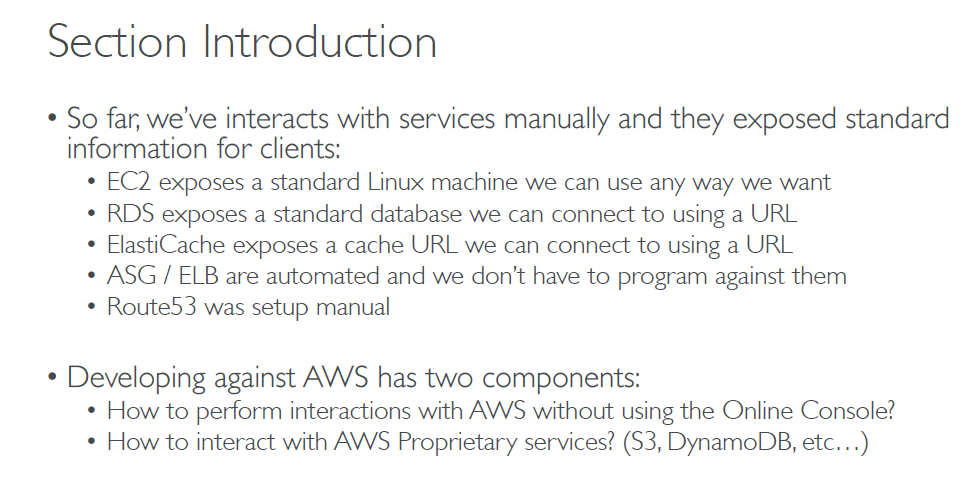 Section Introduction
• So far, we’ve interacts with services manually and they exposed standard
information for clients:
• EC2 exposes a standard Linux machine we can use any way we want
• RDS exposes a standard database we can connect to using a URL
• ElastiCache exposes a cache URL we can connect to using a URL
• ASG / ELB are automated and we don’t have to program against them
• Route53 was setup manual
• Developing against AWS has two components:
• How to perform interactions with AWS without using the Online Console?
• How to interact with AWS Proprietary services? (S3, DynamoDB, etc…)